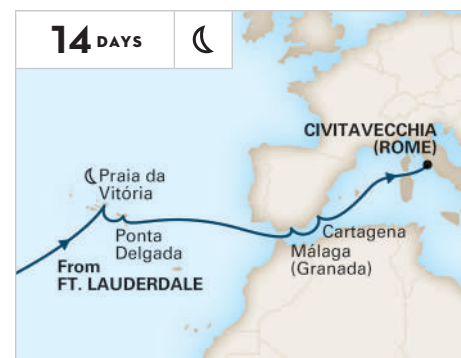 14 DAYS
CIVITAVECCHIA
(ROME)
Praia da
Vitória
Ponta
Delgada
Cartagena
Málaga
(Granada)
From
FT. LAUDERDALE